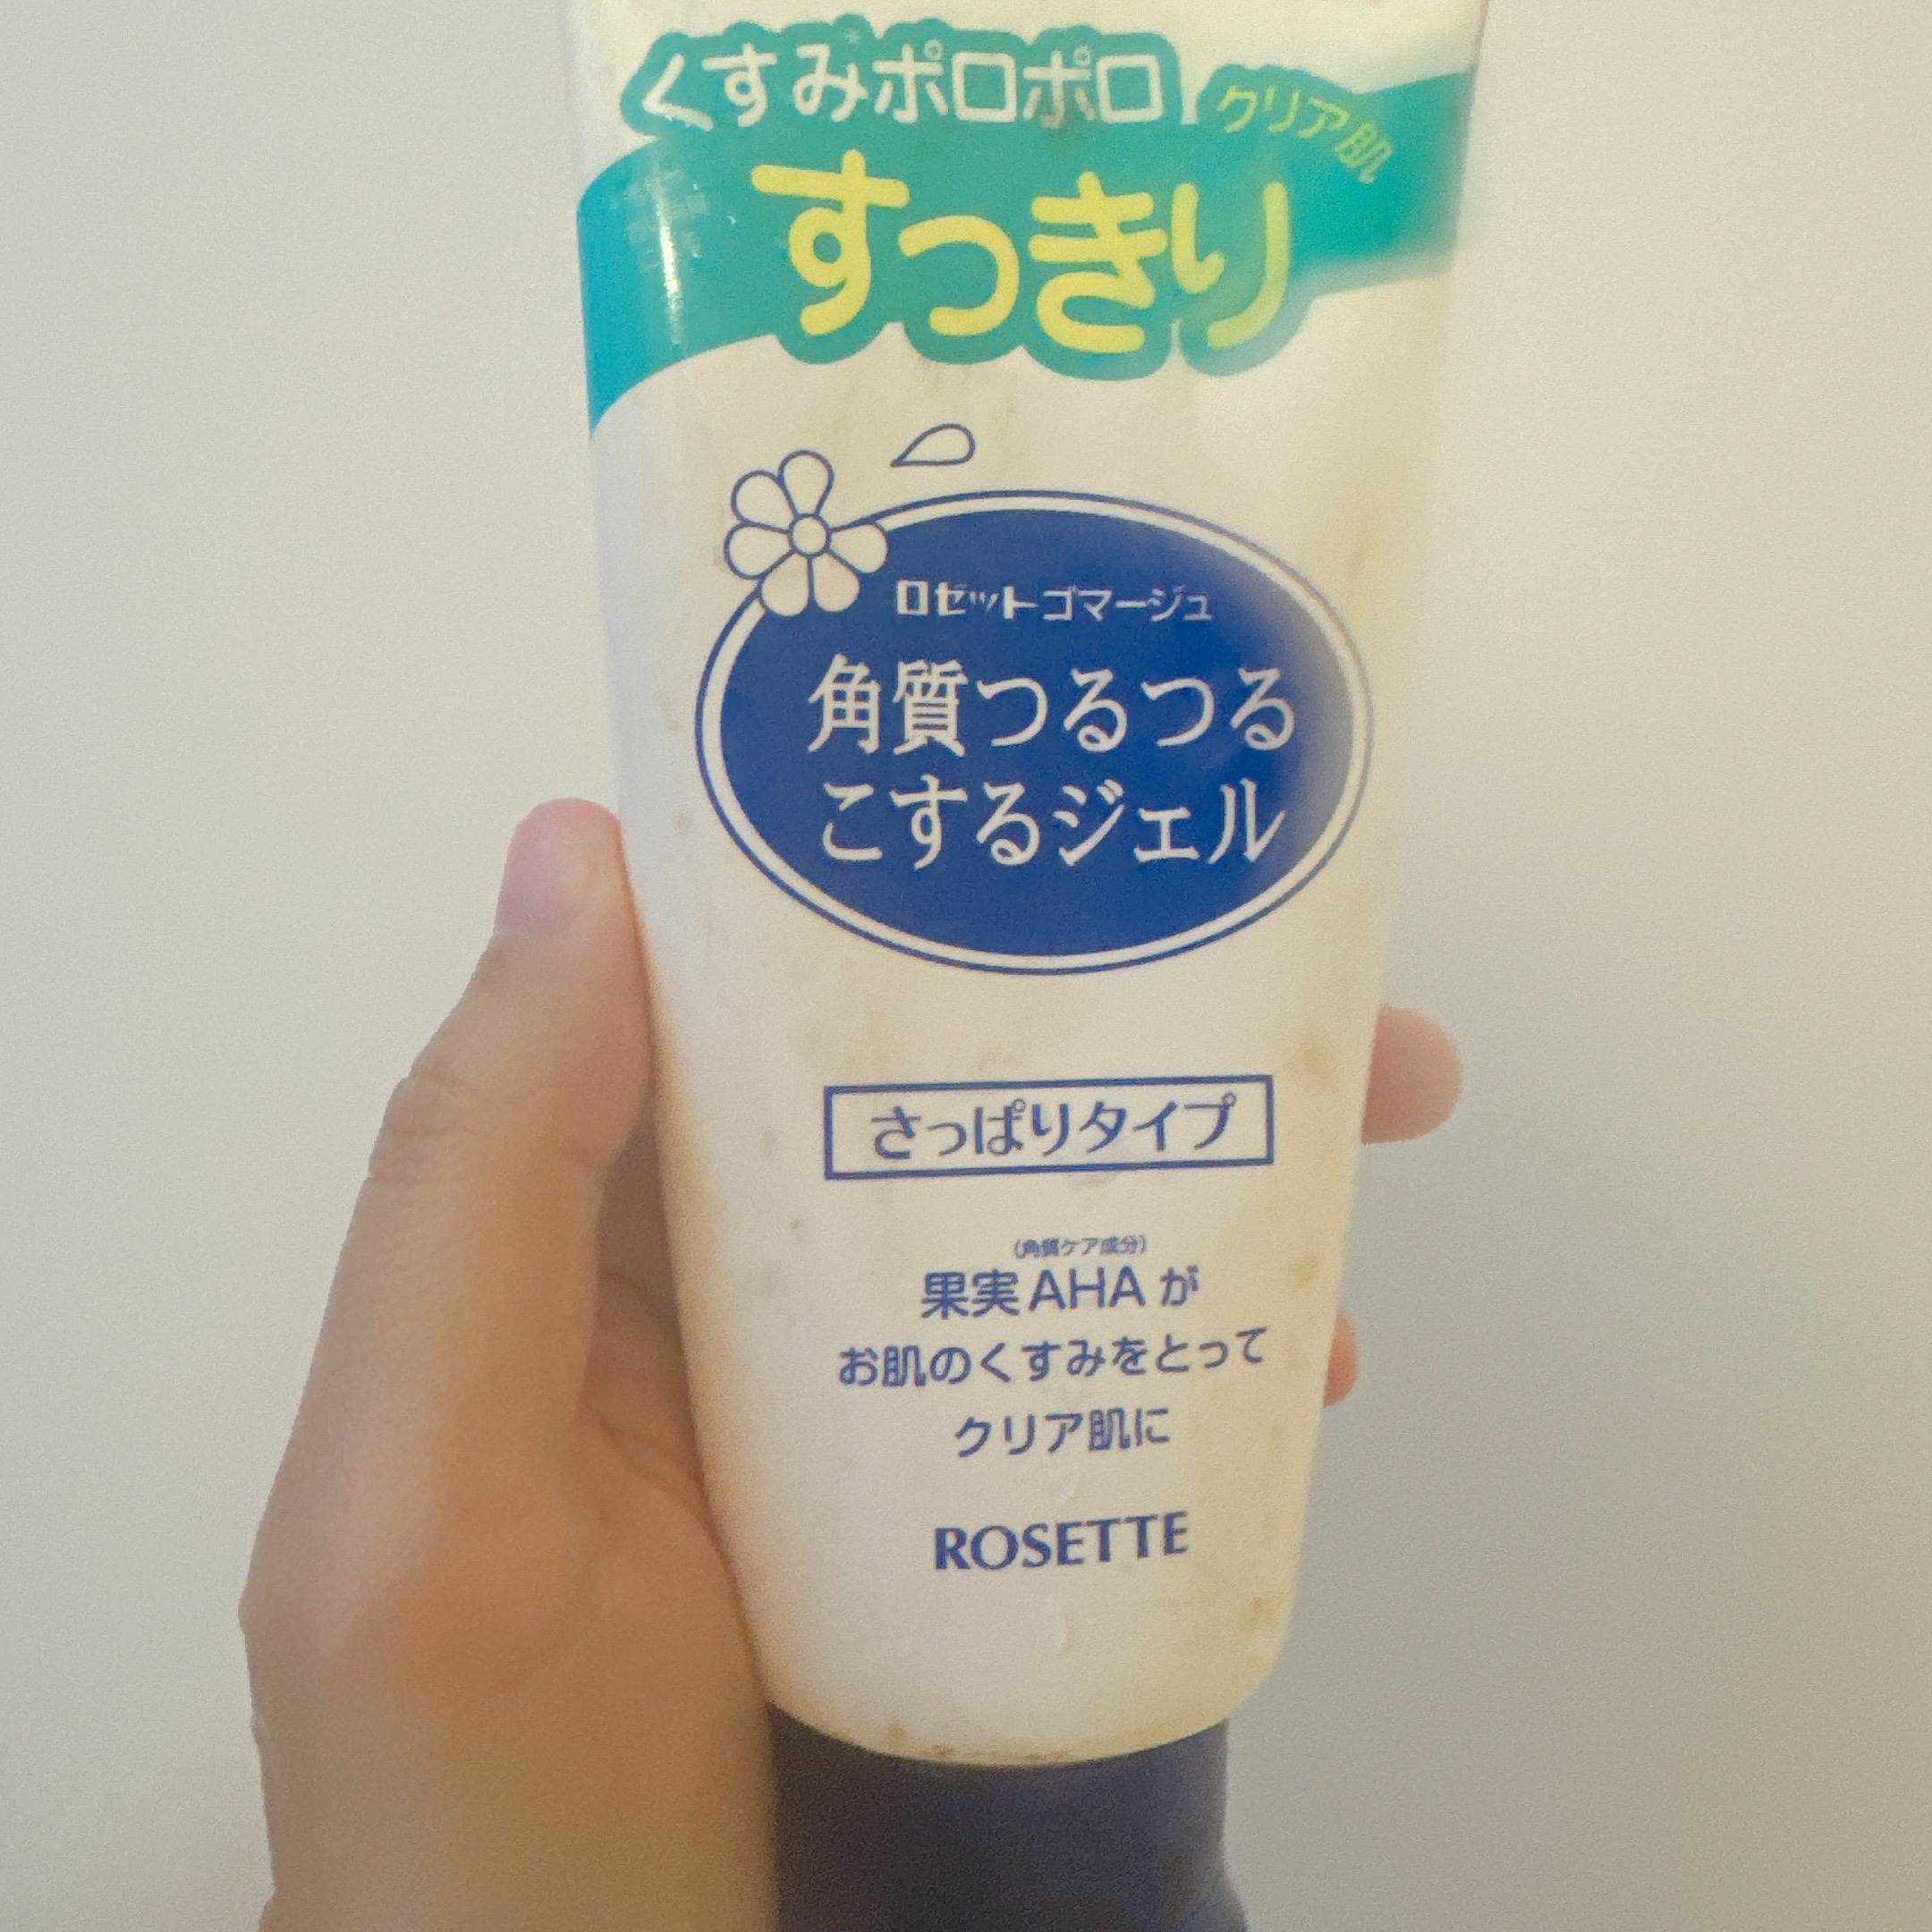 くすみポロポロ
クリア肌
すっきり
ロゼットゴマージュ
角質つるつる
こするジェル
さっぱりタイプ
(角質ケア成分)
果実AHAが
お肌のくすみをとって
クリア肌に
ROSETTE